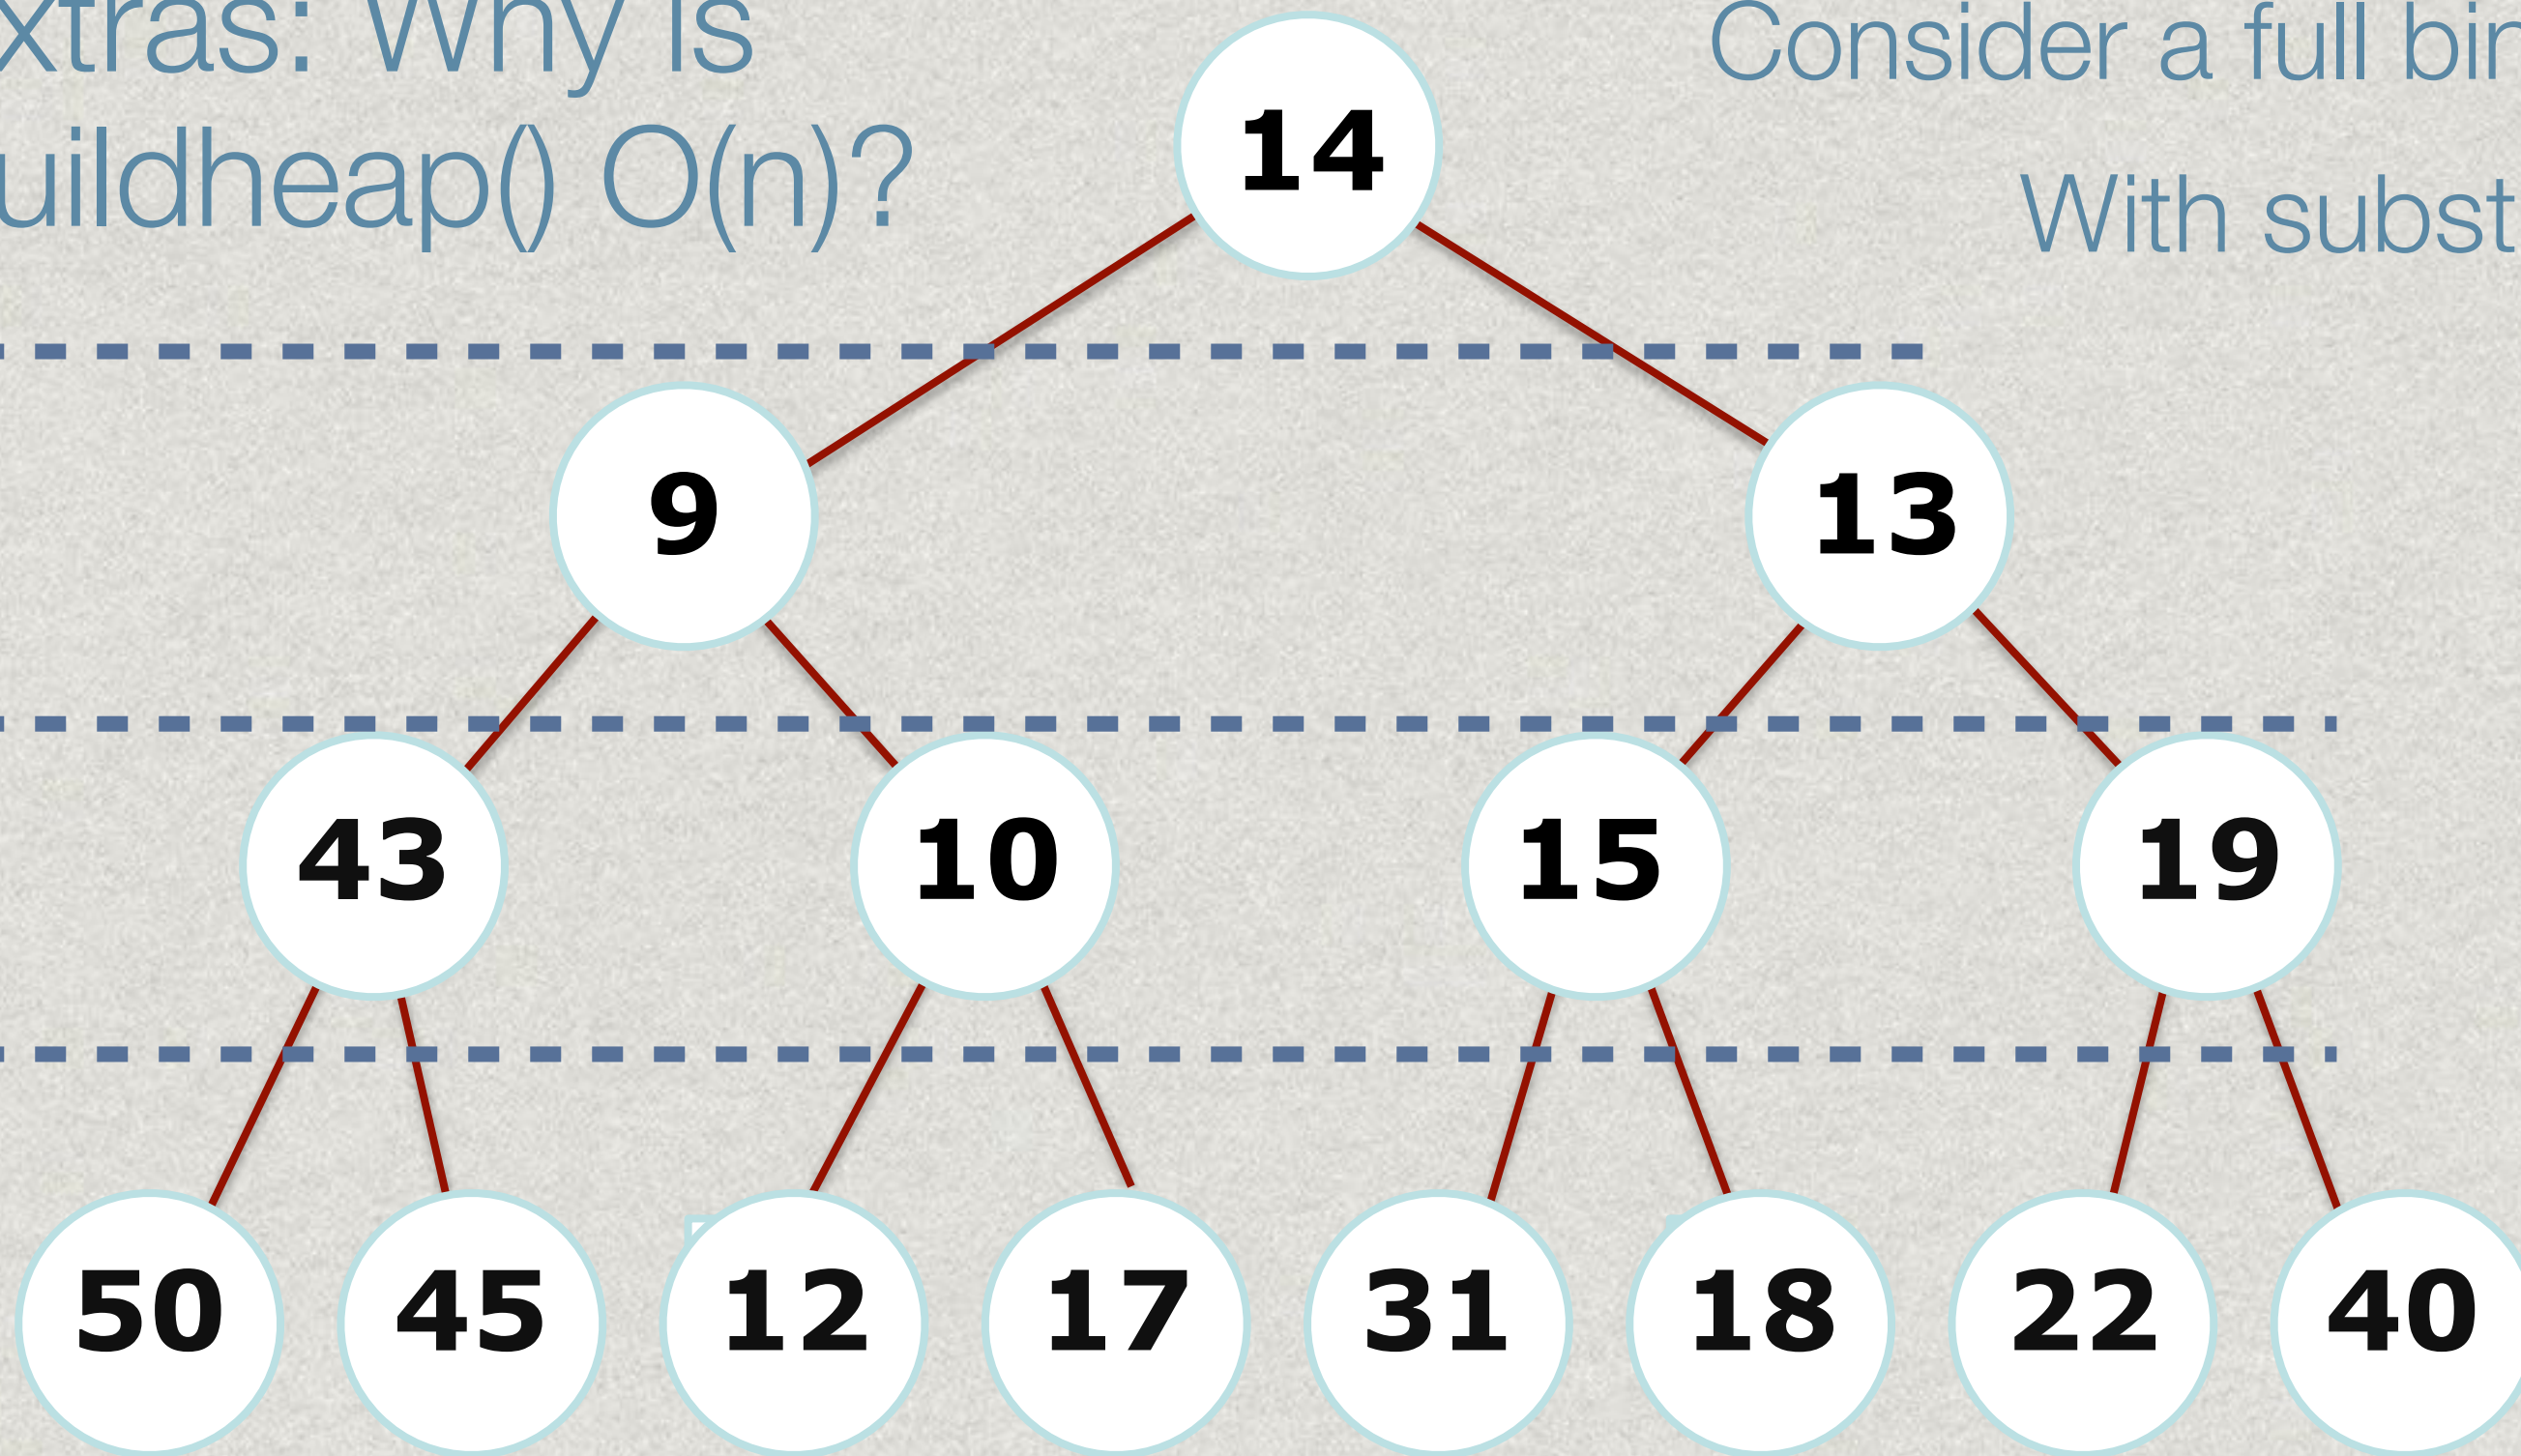 xtras: Why is
uildheap() O(n)?
Consider a full bin
With subst
14
9 13
43 10 15 19
50 45 12 17 31 18 22 40